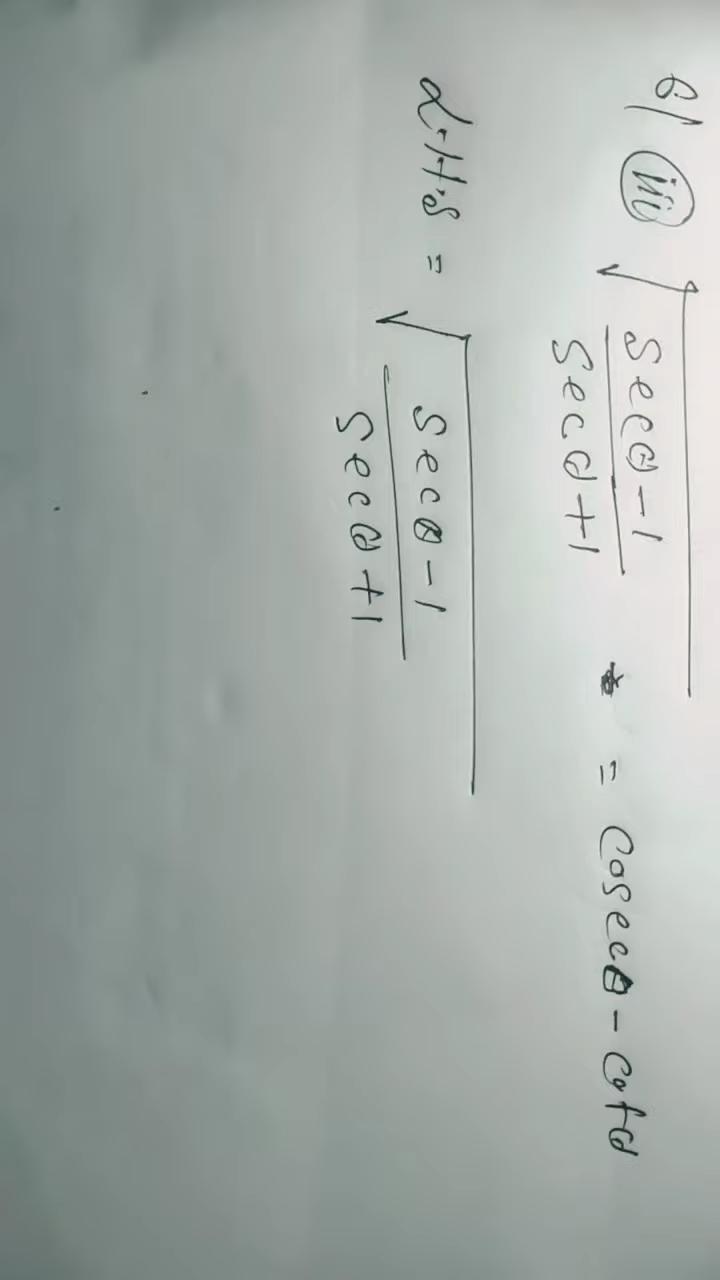 6/ (iii) √((Secθ-1)/(Secθ+1)) = Cosecθ - Cotθ
L.H.S = √((Secθ-1)/(Secθ+1))